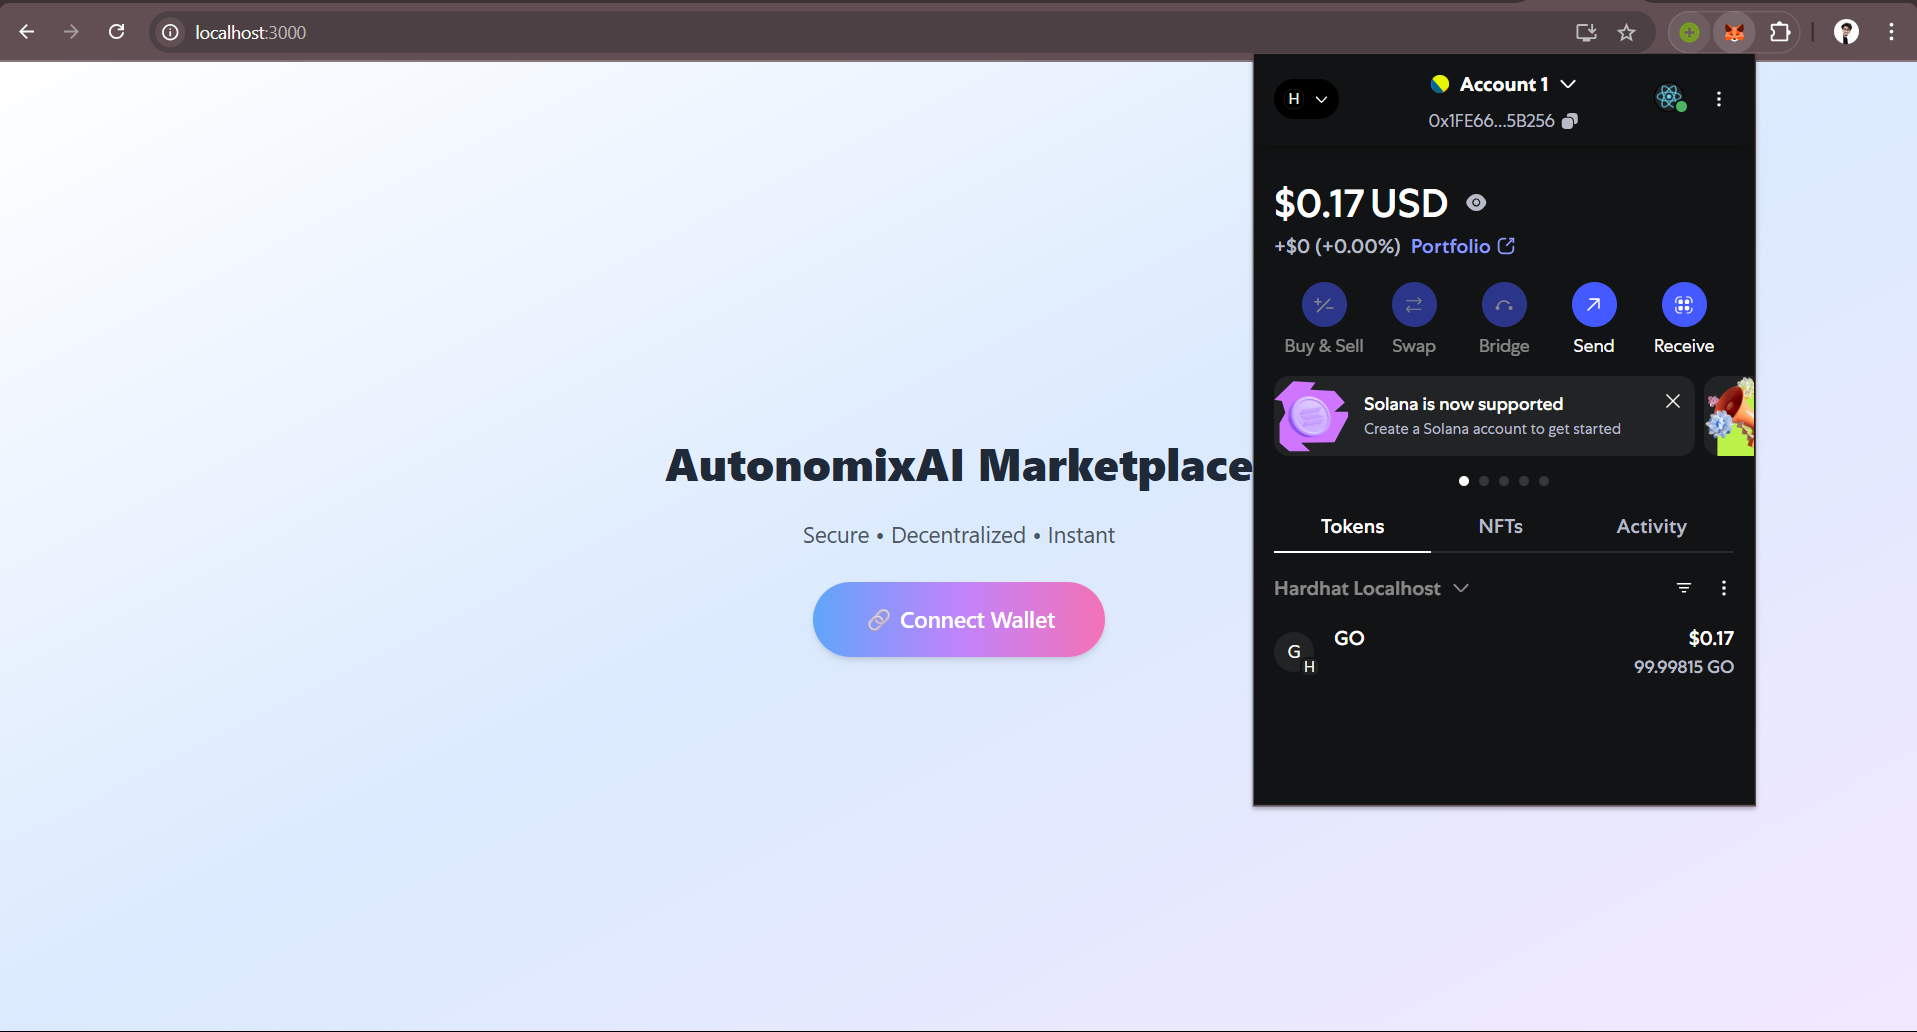 localhost:3000
H
Account 1
0x1FE66...5B256
$0.17 USD
+$0 (+0.00%) Portfolio
Buy & Sell
Swap
Bridge
Send
Receive
Solana is now supported
Create a Solana account to get started
Tokens
NFTs
Activity
Hardhat Localhost
G
H
GO
$0.17
99.99815 GO
AutonomixAI Marketplace
Secure • Decentralized • Instant
Connect Wallet